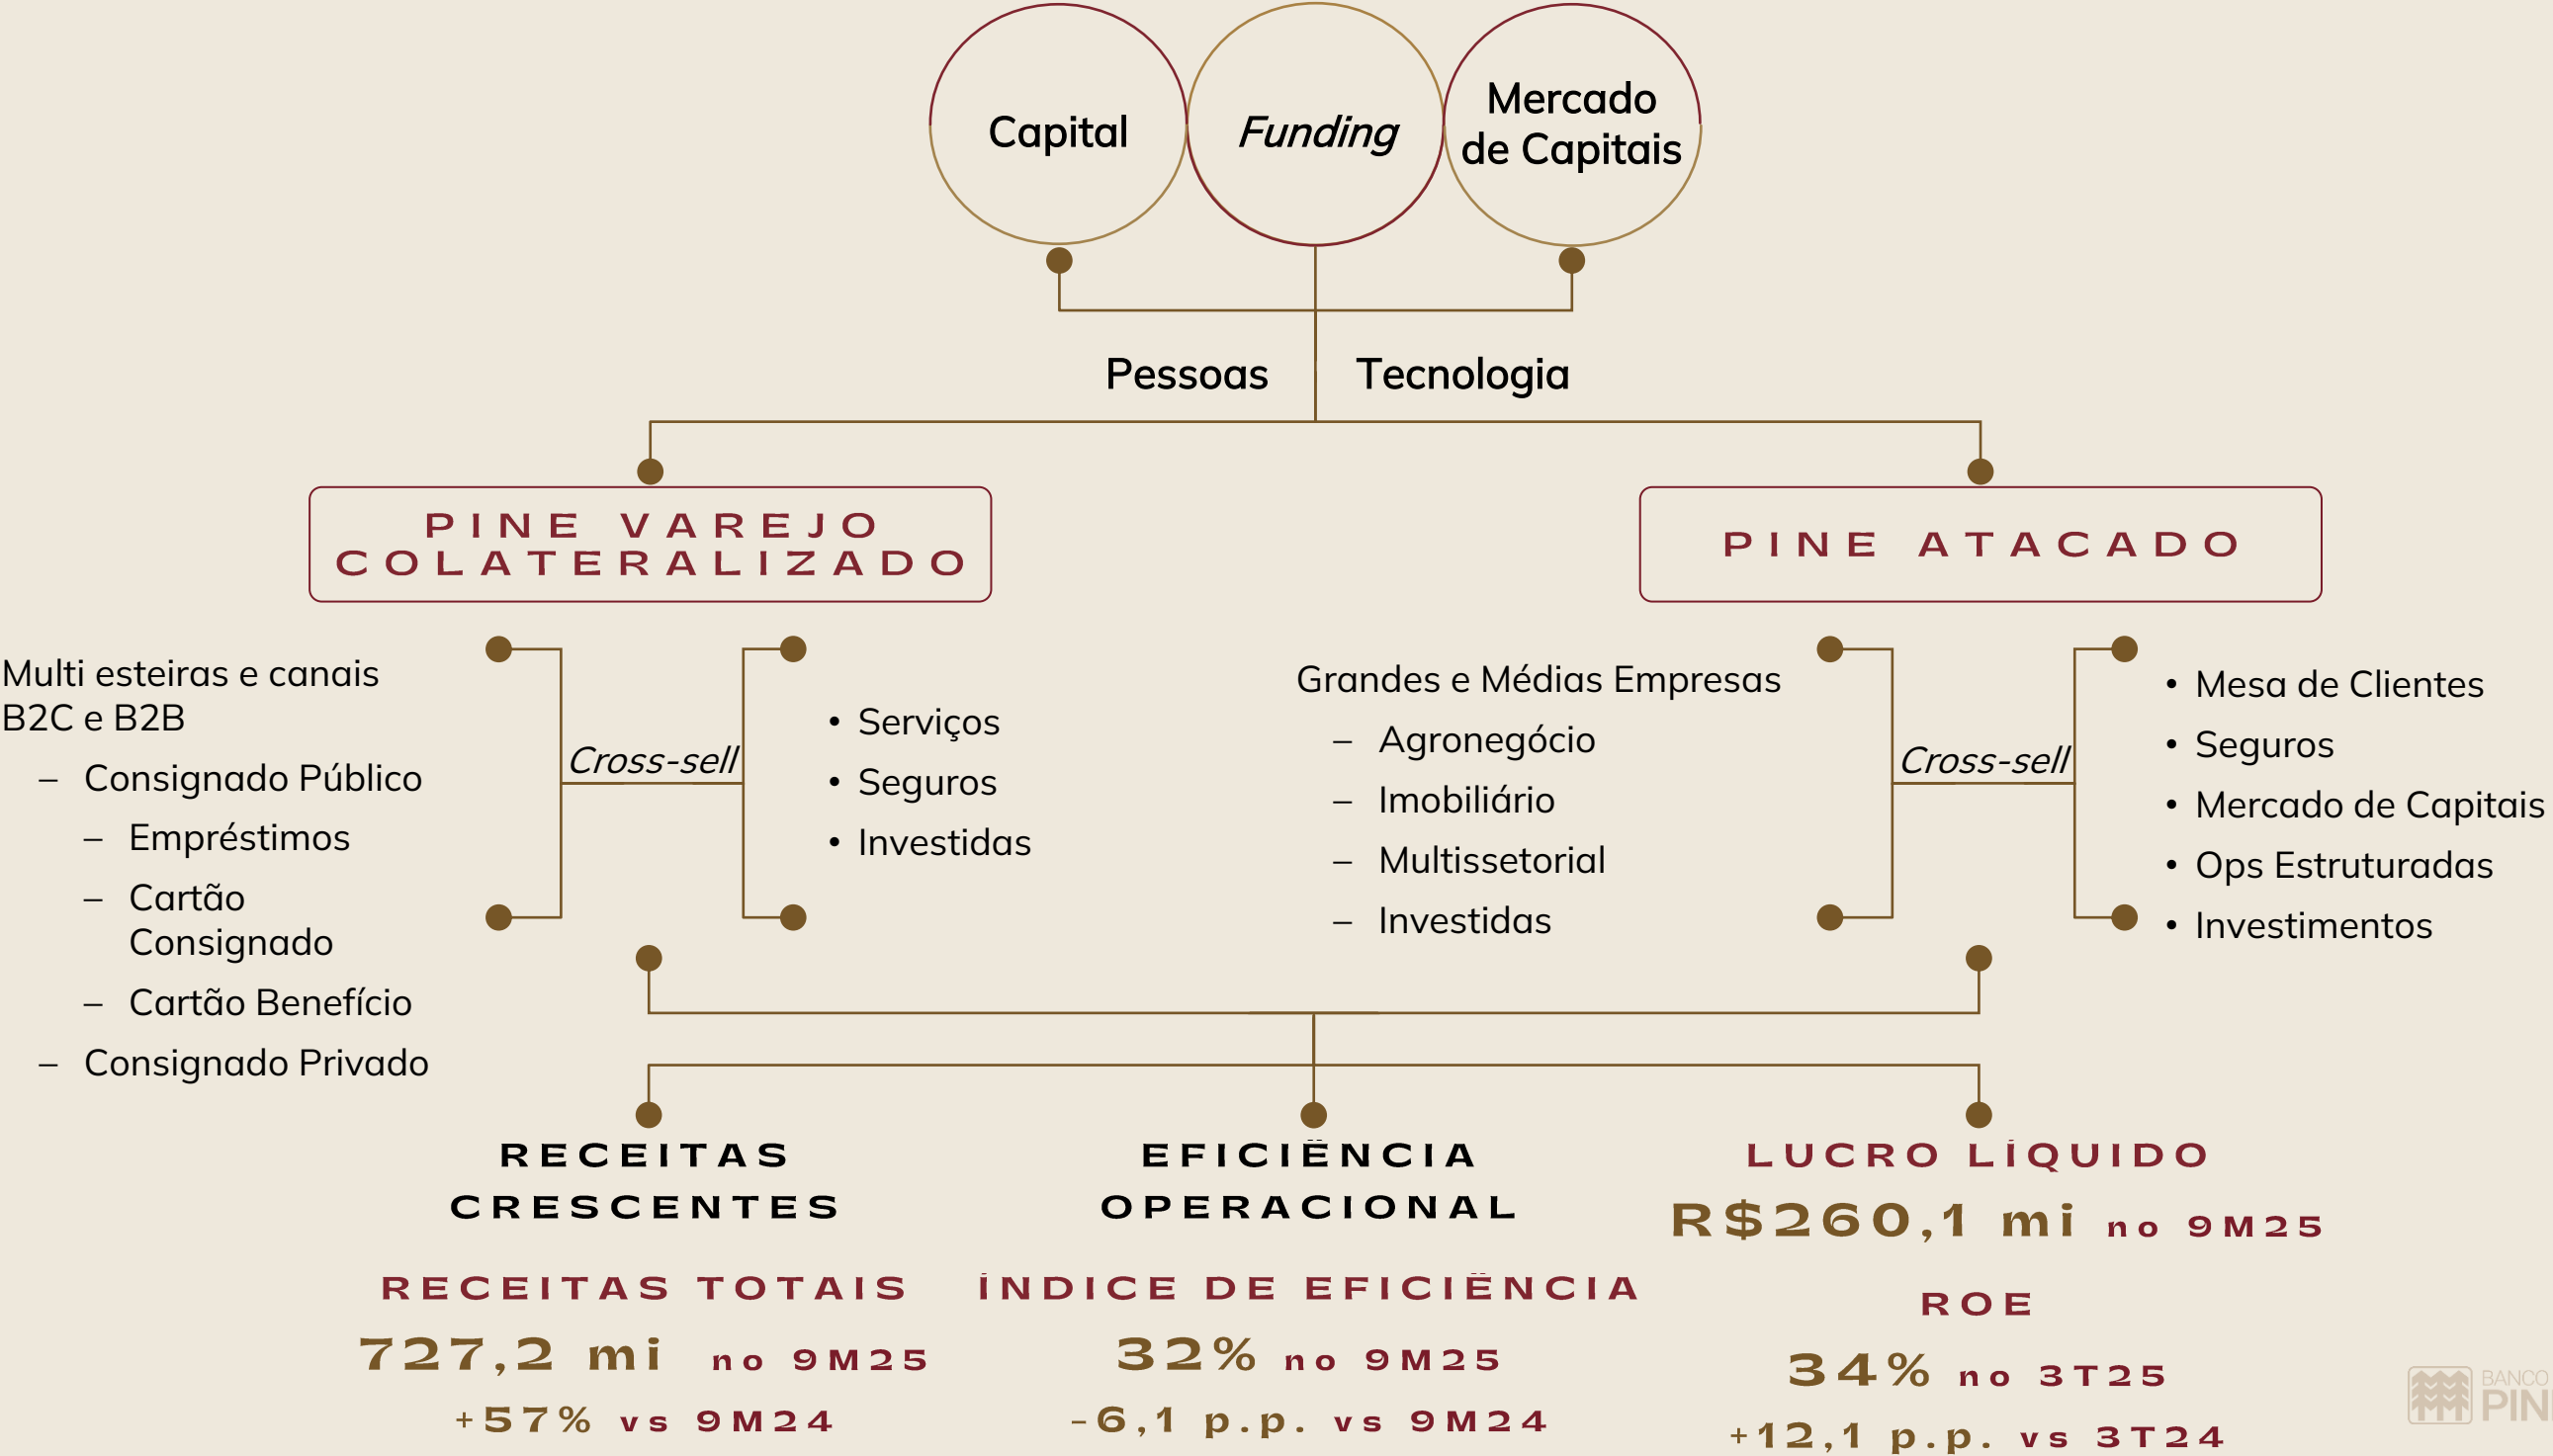 Capital
Funding
Mercado
de Capitais
Pessoas
Tecnologia
PINE VAREJO
COLATERALIZADO
Multi esteiras e canais
B2C e B2B
– Consignado Público
– Empréstimos
– Cartão
Consignado
– Cartão Benefício
– Consignado Privado
Cross-sell
• Serviços
• Seguros
• Investidas
PINE ATACADO
Grandes e Médias Empresas
– Agronegócio
– Imobiliário
– Multissetorial
– Investidas
Cross-sell
• Mesa de Clientes
• Seguros
• Mercado de Capitais
• Ops Estruturadas
• Investimentos
RECEITAS
CRESCENTES
RECEITAS TOTAIS
727,2 mi no 9M25
+57% vs 9M24
EFICIÊNCIA
OPERACIONAL
ÍNDICE DE EFICIÊNCIA
32% no 9M25
-6,1 p.p. vs 9M24
LUCRO LÍQUIDO
R$260,1 mi no 9M25
ROE
34% no 3T25
+12,1 p.p. vs 3T24
BANCO